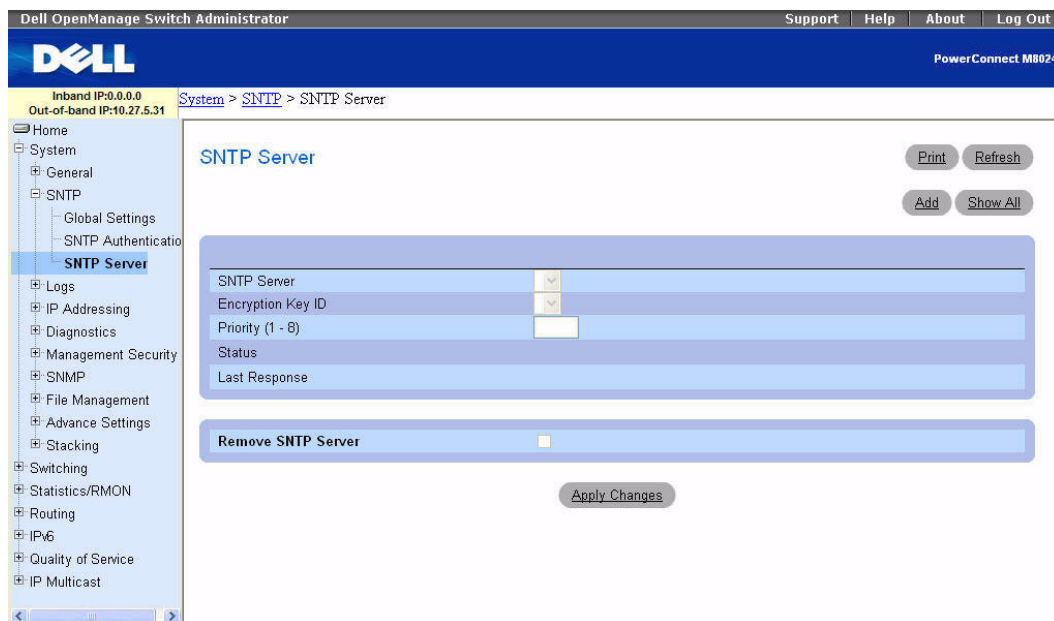 Dell OpenManage Switch Administrator
Support Help About Log Out
DELL
PowerConnect M8024
Inband IP:0.0.0.0
Out-of-band IP:10.27.5.31
System > SNTP > SNTP Server
Home
System
General
SNTP
Global Settings
SNTP Authenticatio
SNTP Server
Logs
IP Addressing
Diagnostics
Management Security
SNMP
File Management
Advance Settings
Stacking
Switching
Statistics/RMON
Routing
IPv6
Quality of Service
IP Multicast
SNTP Server
Print
Refresh
Add
Show All
SNTP Server
Encryption Key ID
Priority (1 - 8)
Status
Last Response
Remove SNTP Server
Apply Changes